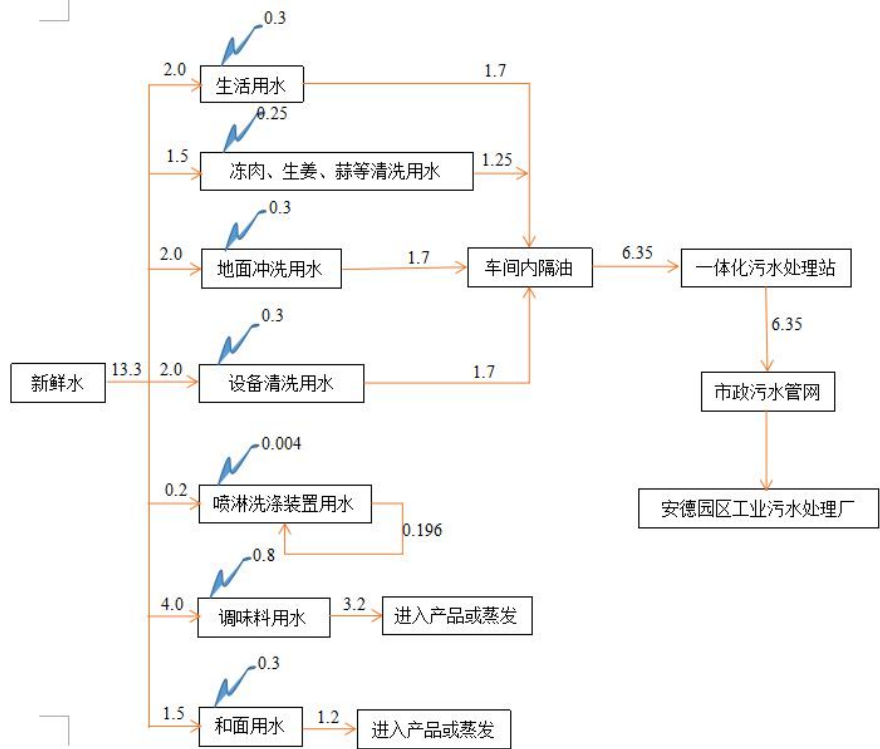 0.3
2.0
生活用水
1.7
0.25
1.5
冻肉、生姜、蒜等清洗用水
1.25
0.3
2.0
地面冲洗用水
1.7
车间内隔油
6.35
一体化污水处理站
6.35
0.3
新鲜水
13.3
2.0
设备清洗用水
1.7
市政污水管网
0.004
0.2
喷淋洗涤装置用水
0.196
安德园区工业污水处理厂
0.8
4.0
调味料用水
3.2
进入产品或蒸发
0.3
1.5
和面用水
1.2
进入产品或蒸发